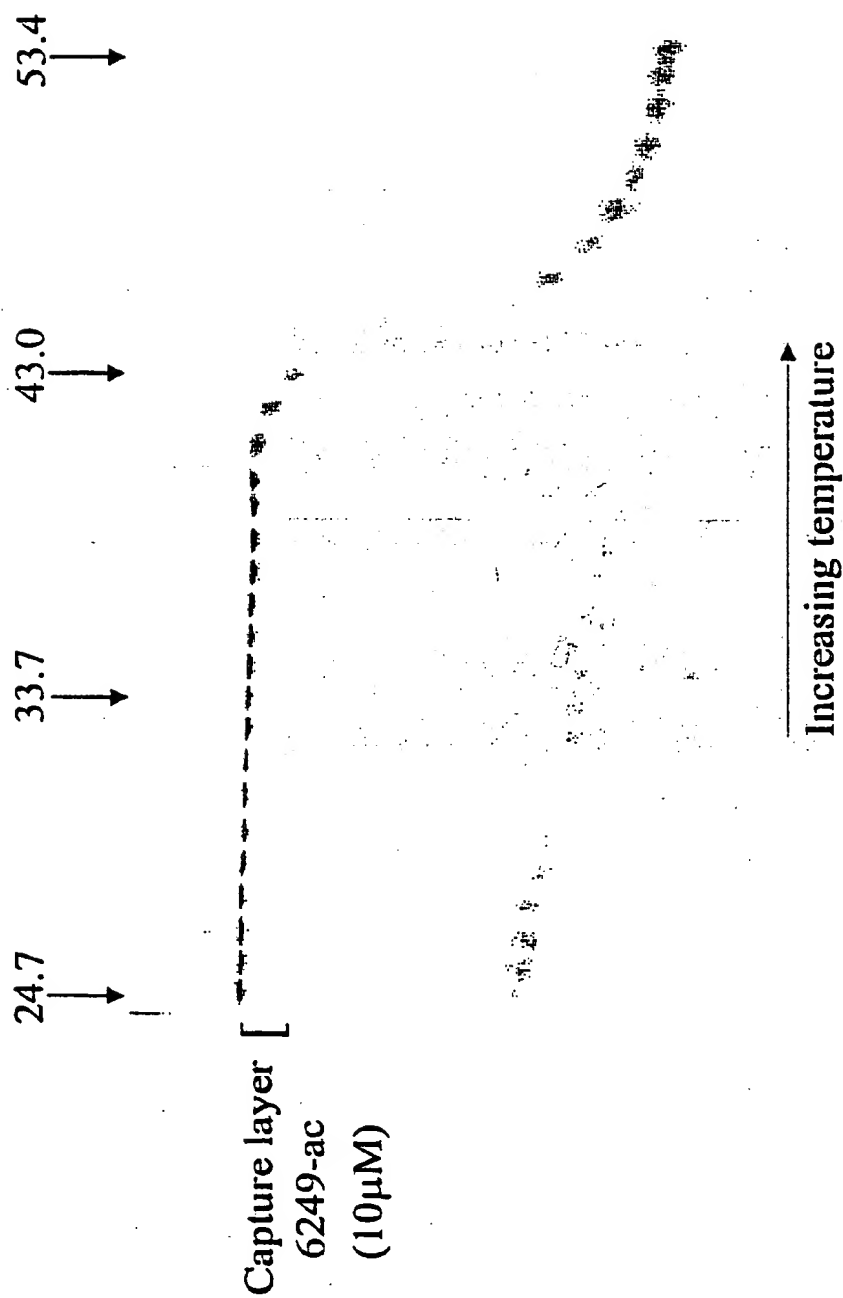 24.7
33.7
43.0
53.4
Capture layer
6249-ac
(10µM)
Increasing temperature